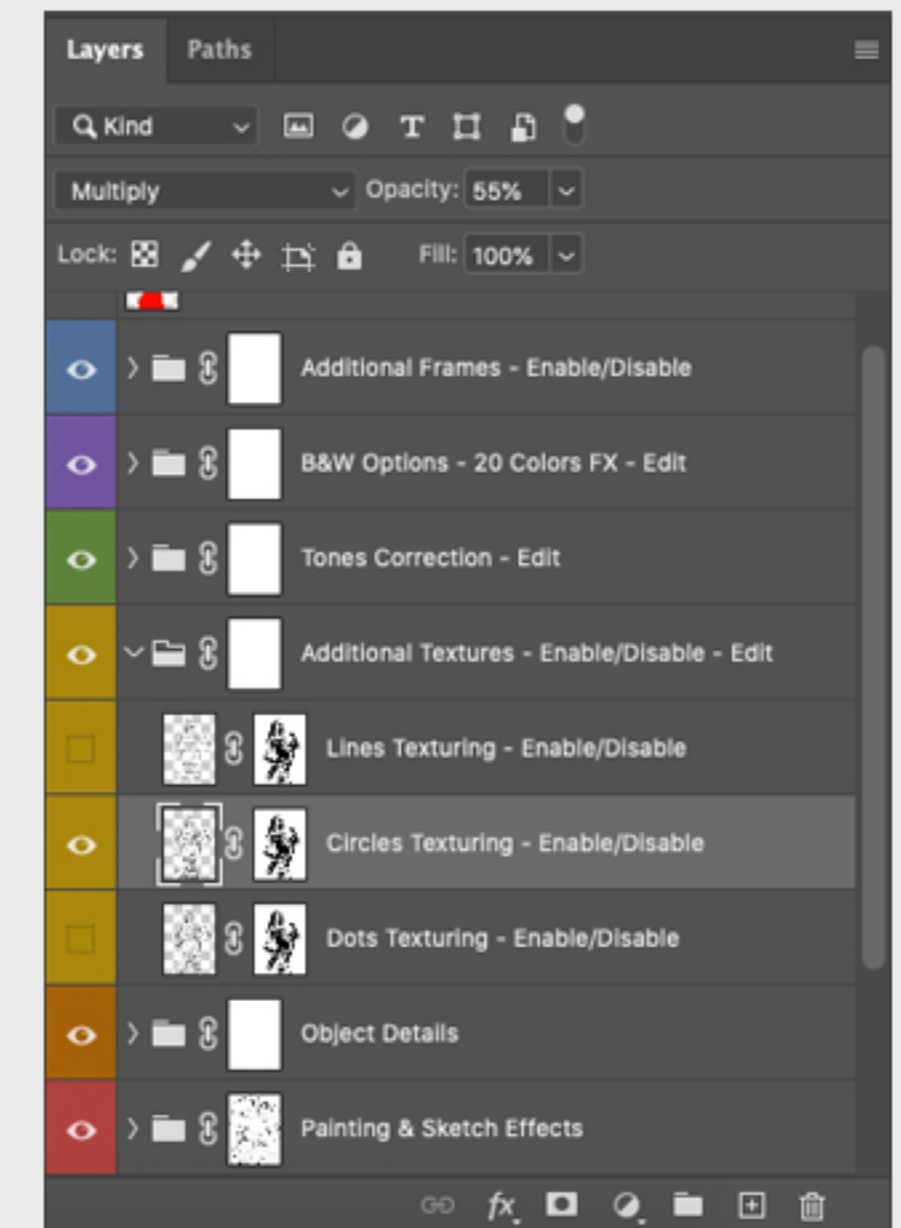 Layers Paths
Kind
Multiply Opacity: 55%
Lock: Fill: 100%
Additional Frames - Enable/Disable
B&W Options - 20 Colors FX - Edit
Tones Correction - Edit
Additional Textures - Enable/Disable - Edit
Lines Texturing - Enable/Disable
Circles Texturing - Enable/Disable
Dots Texturing - Enable/Disable
Object Details
Painting & Sketch Effects
fx